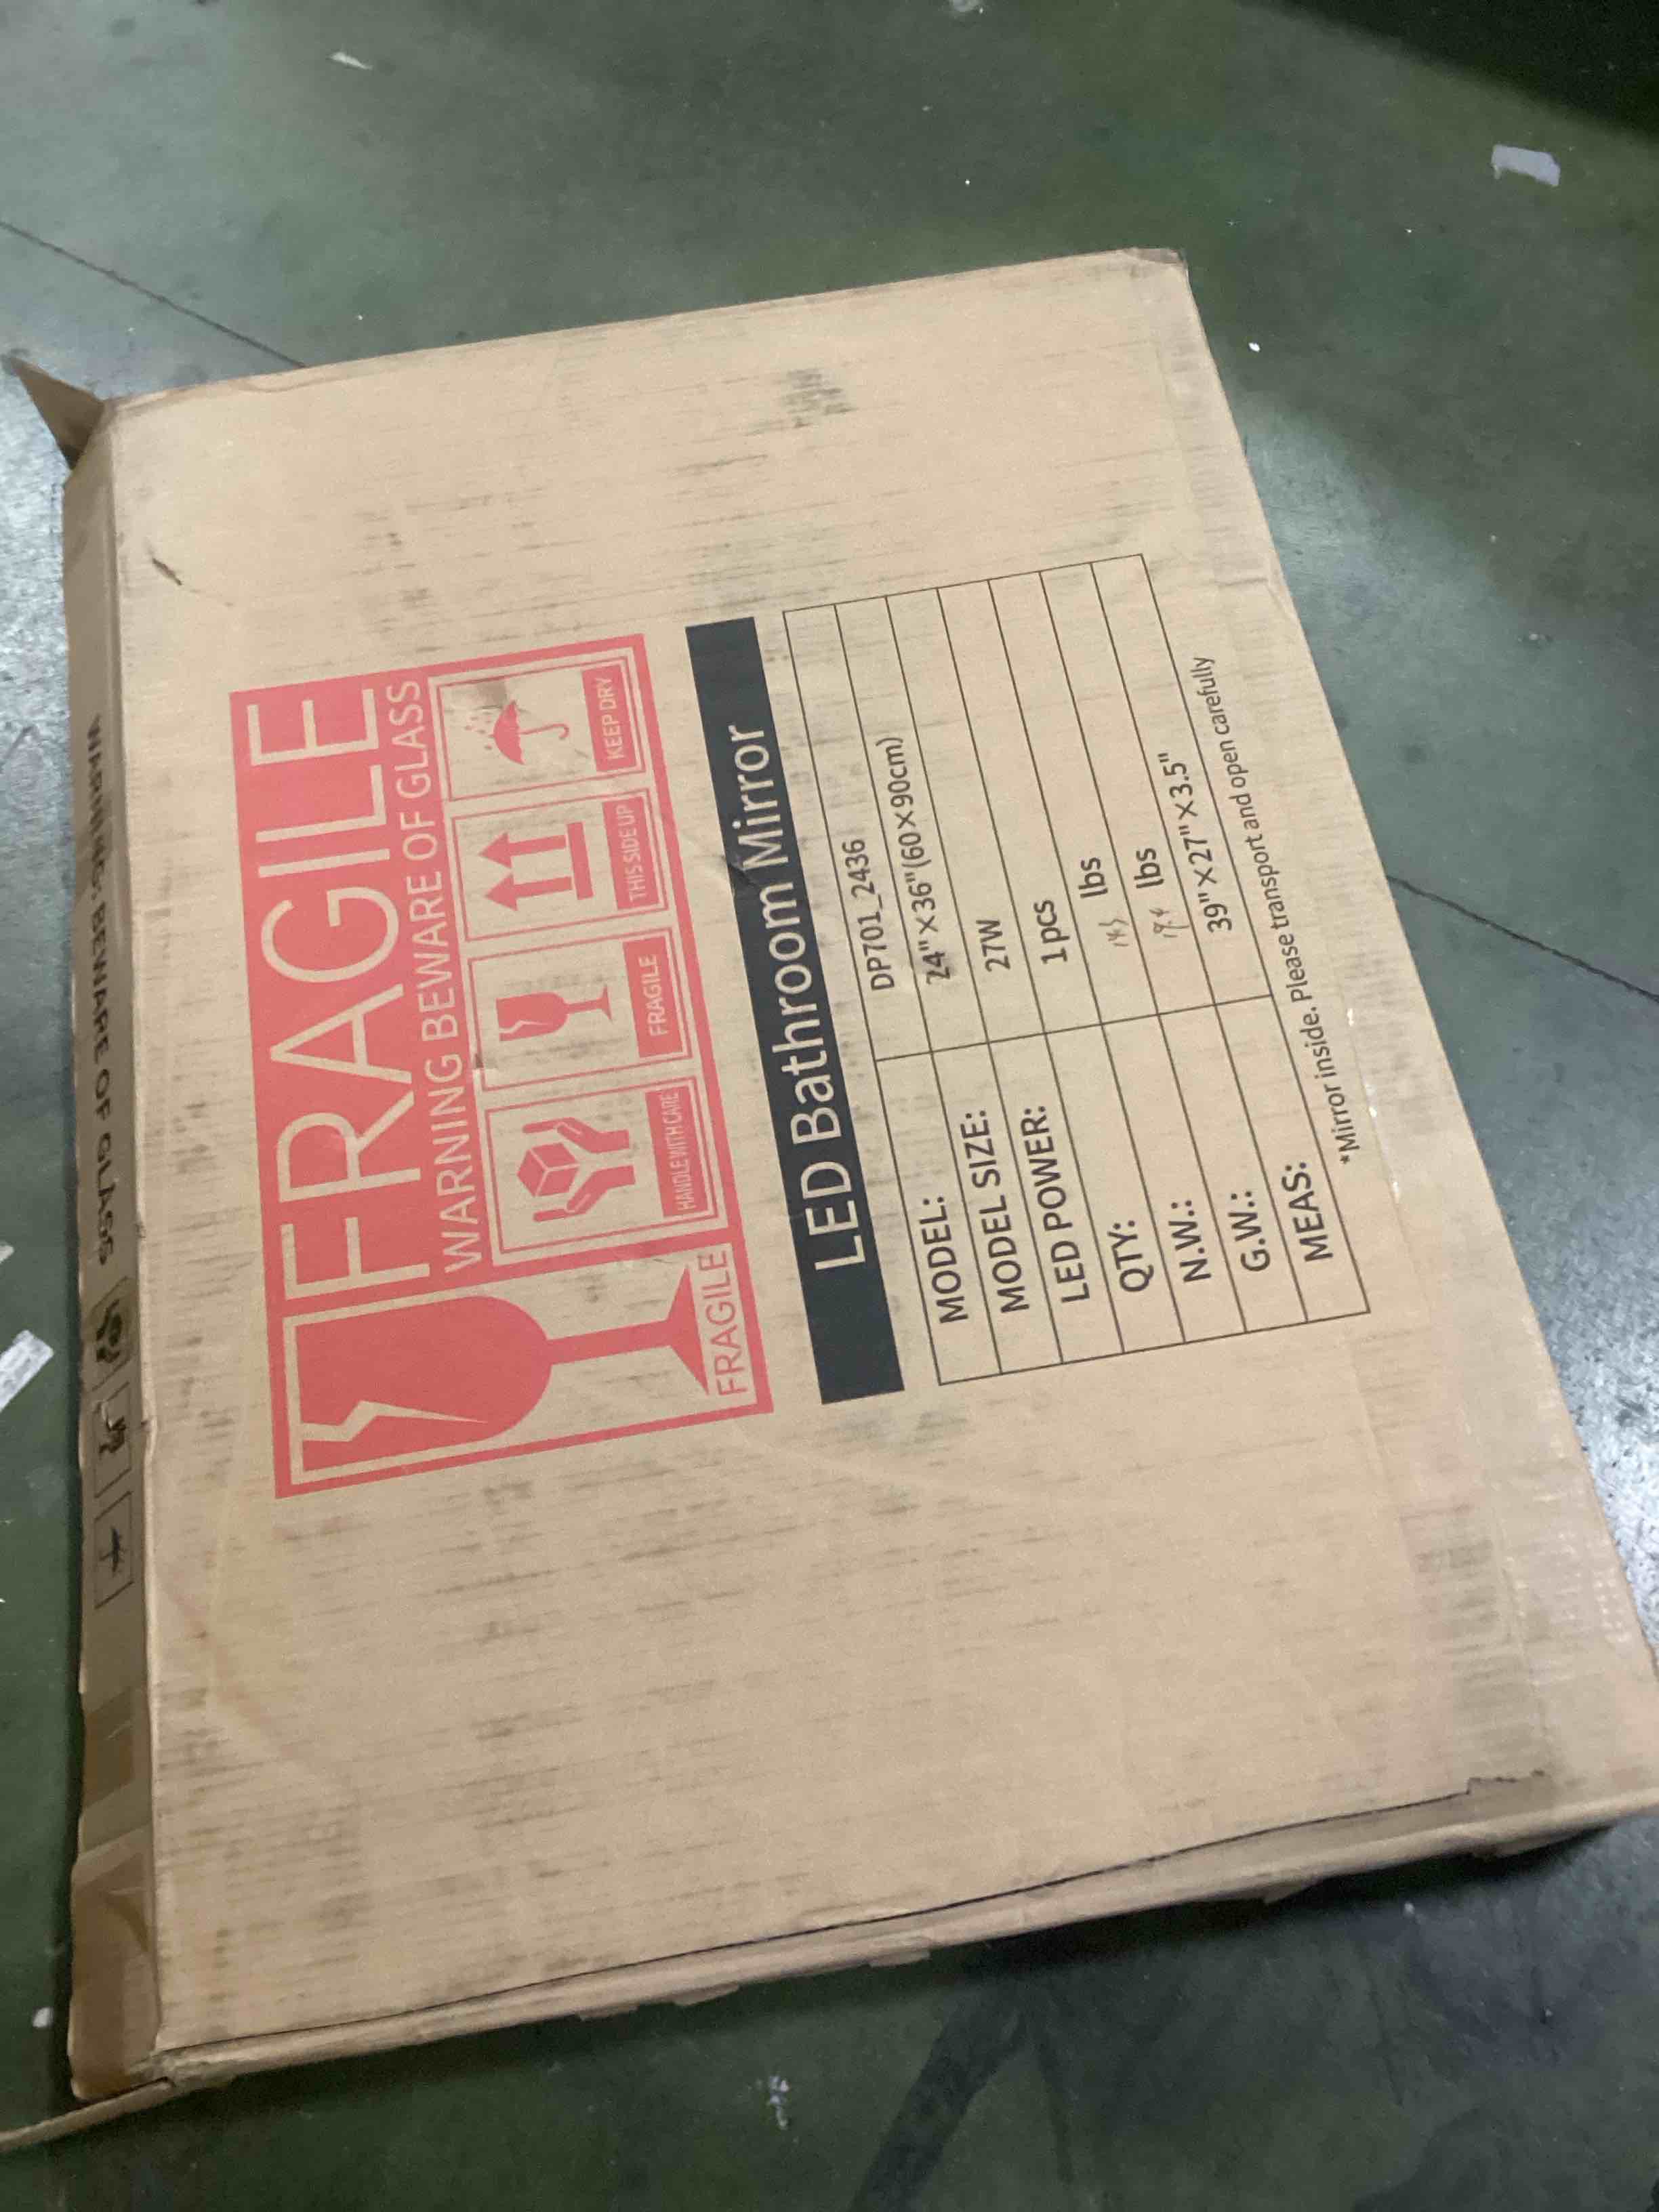 FRAGILE
WARNING BEWARE OF GLASS
FRAGILE
HANDLE WITH CARE
FRAGILE
THIS SIDE UP
KEEP DRY
LED Bathroom Mirror
MODEL: DP701_2436
MODEL SIZE: 24"×36"(60×90cm)
LED POWER: 27W
QTY: 1pcs
N.W.: lbs
G.W.: lbs
MEAS: 39"×27"×3.5"
*Mirror inside. Please transport and open carefully
WARNING: BEWARE OF GLASS